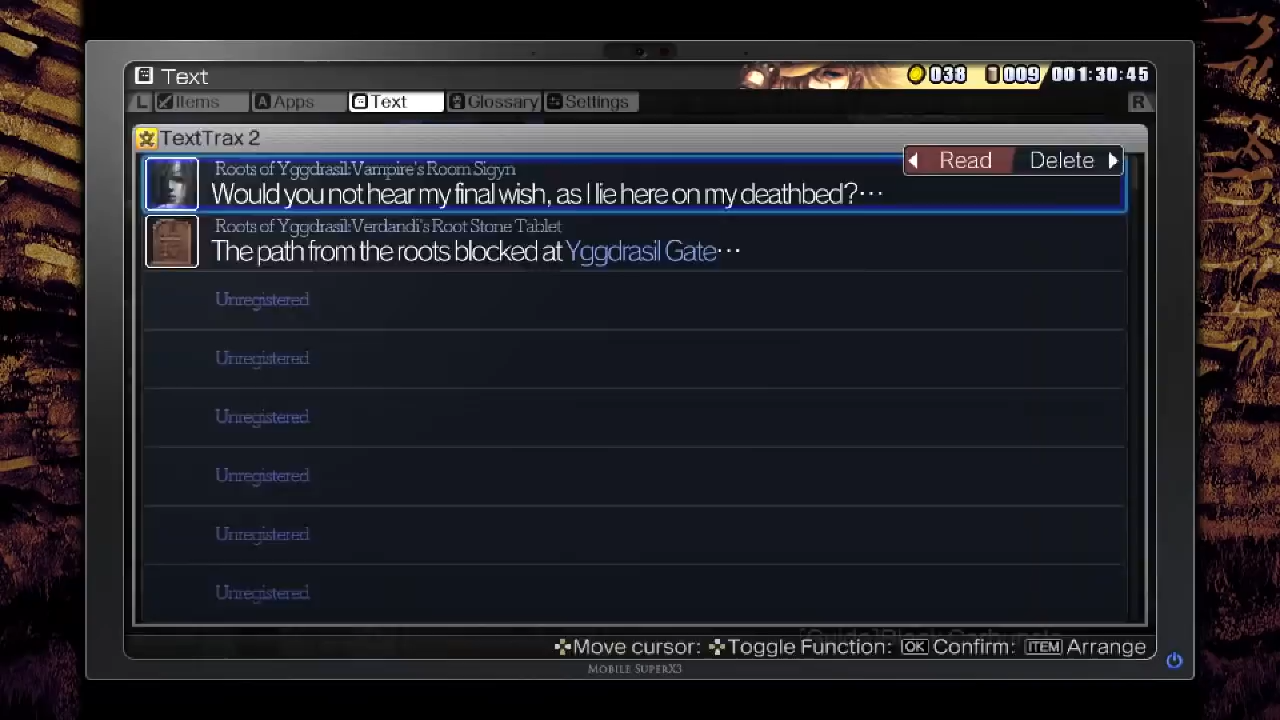 Text
038 009 001:30:45
L Items A Apps Text Glossary Settings R
TextTrax 2
Roots of Yggdrasil:Vampire's Room Sigyn
Read Delete
Would you not hear my final wish, as I lie here on my deathbed?···
Roots of Yggdrasil:Verdandi's Root Stone Tablet
The path from the roots blocked at Yggdrasil Gate···
Unregistered
Unregistered
Unregistered
Unregistered
Unregistered
Unregistered
Move cursor: Toggle Function: OK Confirm: ITEM Arrange
MOBILE SUPERX3